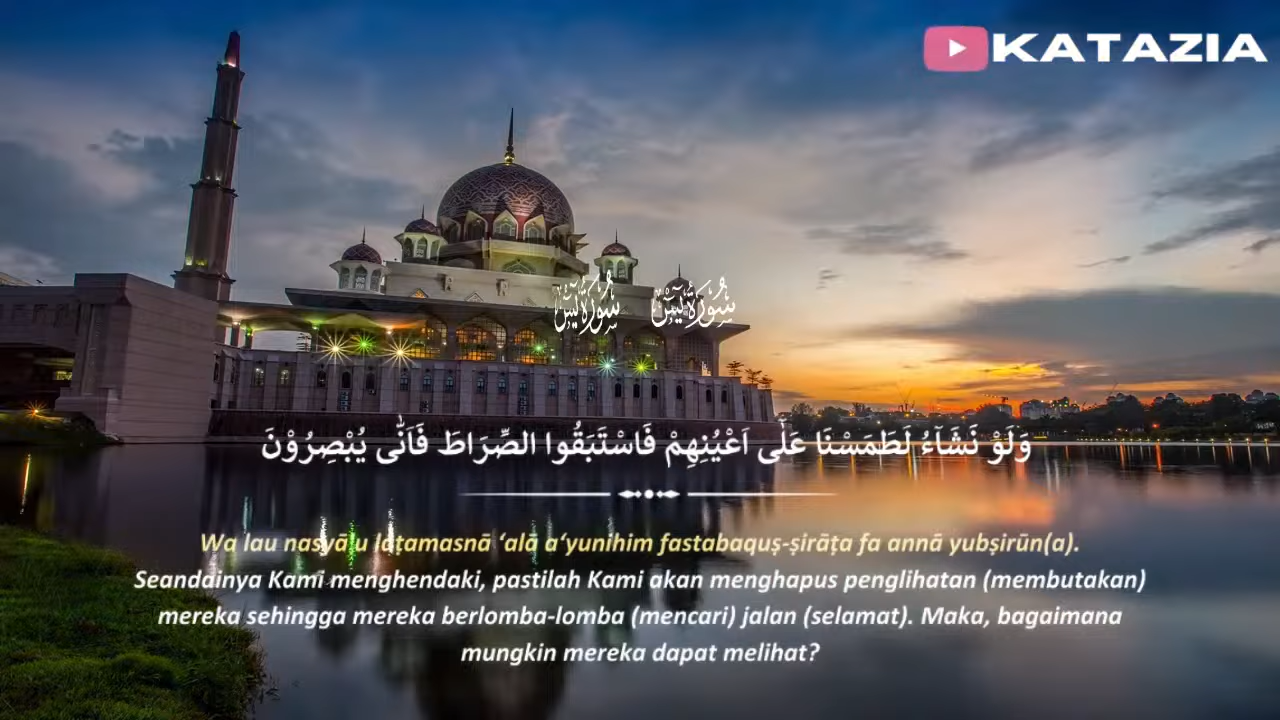 KATAZIA
سُورَةُ يٰسٓ سُورَةُ يٰسٓ
وَلَوْ نَشَاۤءُ لَطَمَسْنَا عَلٰٓى اَعْيُنِهِمْ فَاسْتَبَقُوا الصِّرَاطَ فَاَنّٰى يُبْصِرُوْنَ
Wa lau nasyā'u laṭamasnā ‘alā a‘yunihim fastabaquṣ-ṣirāṭa fa annā yubṣirūn(a).
Seandainya Kami menghendaki, pastilah Kami akan menghapus penglihatan (membutakan)
mereka sehingga mereka berlomba-lomba (mencari) jalan (selamat). Maka, bagaimana
mungkin mereka dapat melihat?